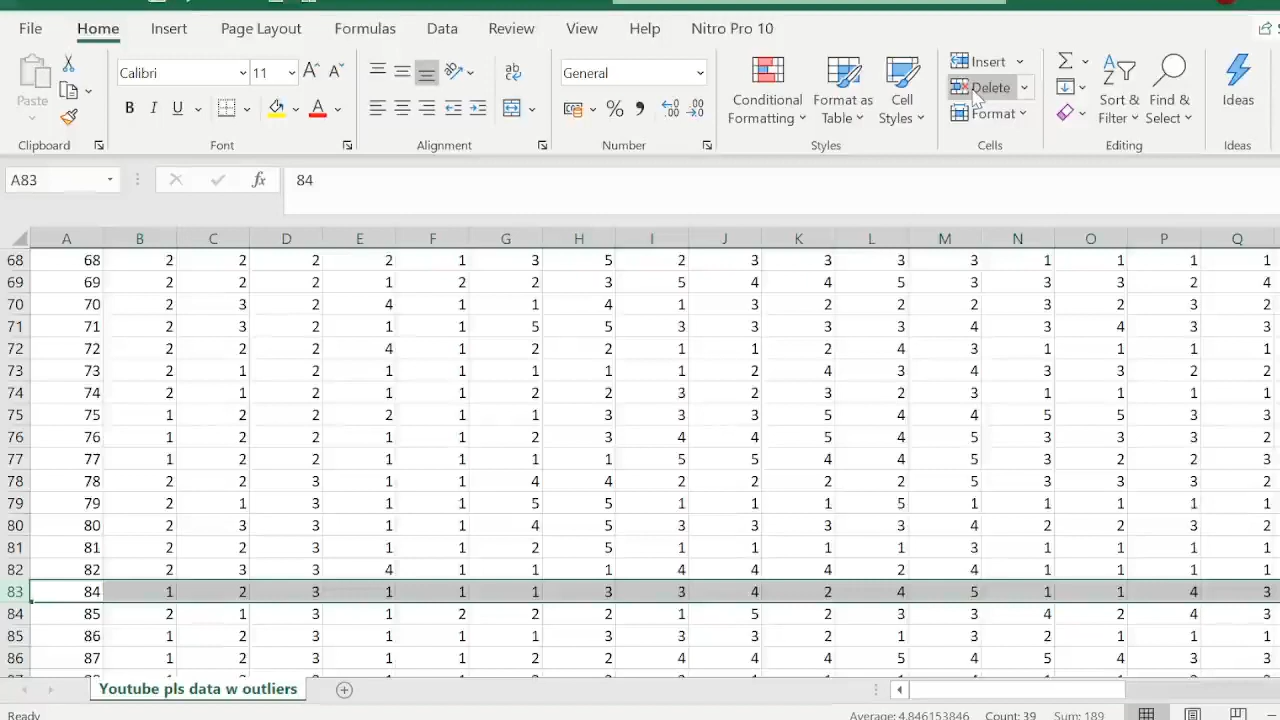 File Home Insert Page Layout Formulas Data Review View Help Nitro Pro 10
Calibri 11 General Insert
Paste Conditional Format as Cell Delete Sort & Find & Ideas
Formatting Table Styles Format Filter Select
Clipboard Font Alignment Number Styles Cells Editing Ideas
A83 fx 84
A B C D E F G H I J K L M N O P Q
68 68 2 2 2 2 1 3 5 2 3 3 3 3 1 1 1 1
69 69 2 2 2 1 2 2 3 5 4 4 5 3 3 3 2 4
70 70 2 3 2 4 1 1 4 1 3 2 2 2 3 2 3 2
71 71 2 3 2 1 1 5 5 3 3 3 3 4 3 4 3 3
72 72 2 2 2 4 1 2 2 1 1 2 4 3 1 1 1 1
73 73 2 1 2 1 1 1 1 1 2 4 3 4 3 3 2 2
74 74 2 1 2 1 1 2 2 3 2 3 2 3 1 1 1 1
75 75 1 2 2 2 1 1 3 3 3 5 4 4 5 5 3 3
76 76 1 2 2 1 1 2 3 4 4 5 4 5 3 3 3 2
77 77 1 2 2 1 1 1 1 5 5 4 4 5 3 2 2 3
78 78 2 2 3 1 1 4 4 2 2 2 2 5 3 3 3 2
79 79 2 1 3 1 1 5 5 1 1 1 5 1 1 1 1 1
80 80 2 3 3 1 1 4 5 3 3 3 3 4 2 2 3 2
81 81 2 2 3 1 1 2 5 1 1 1 1 3 1 1 1 1
82 82 2 3 3 4 1 1 1 4 4 4 2 4 1 1 1 1
83 84 1 2 3 1 1 1 3 3 4 2 4 5 1 1 4 3
84 85 2 1 3 1 2 2 2 1 5 2 3 3 4 2 4 3
85 86 1 2 3 1 1 1 3 3 3 2 1 3 2 1 1 1
86 87 1 2 3 1 1 2 2 4 4 4 5 4 5 4 3 3
Youtube pls data w outliers
Ready Average: 4.846153846 Count: 39 Sum: 189